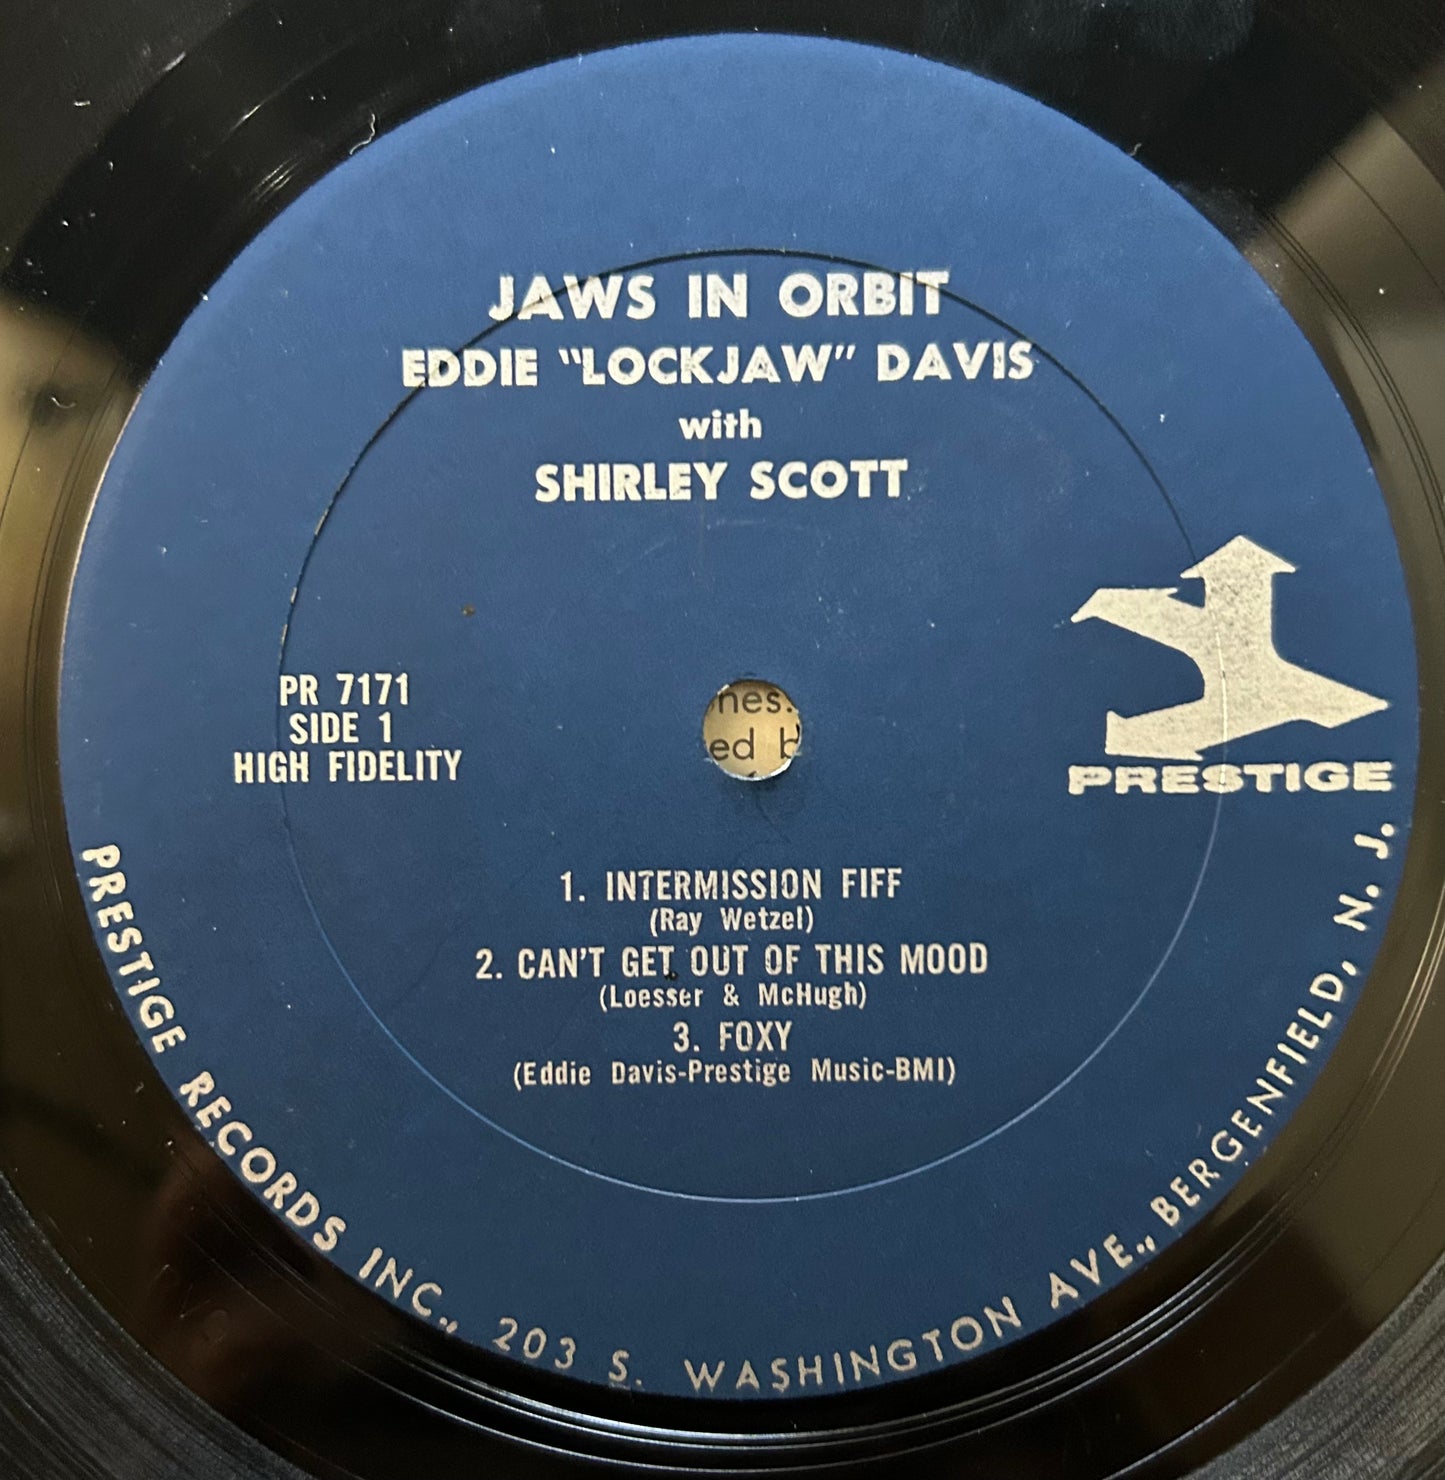 JAWS IN ORBIT
EDDIE "LOCKJAW" DAVIS
with
SHIRLEY SCOTT
PR 7171
SIDE 1
HIGH FIDELITY
PRESTIGE
nes.
ed b
1. INTERMISSION FIFF
(Ray Wetzel)
2. CAN'T GET OUT OF THIS MOOD
(Loesser & McHugh)
3. FOXY
(Eddie Davis-Prestige Music-BMI)
PRESTIGE RECORDS INC., 203 S. WASHINGTON AVE., BERGENFIELD, N. J.